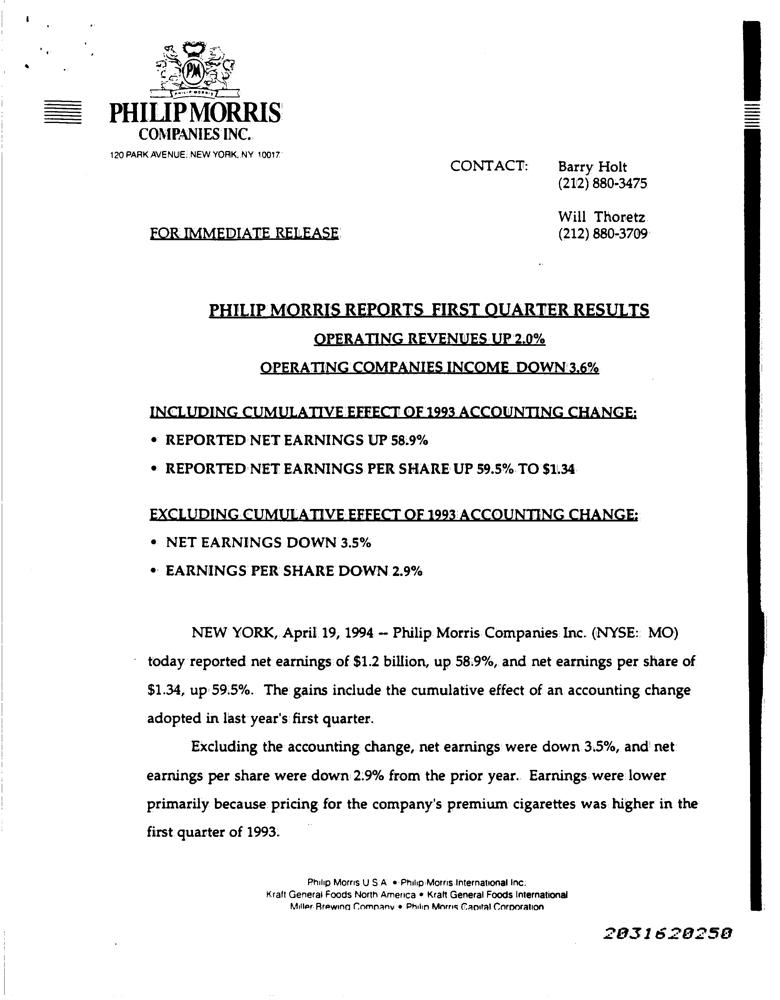 PM
PHILIP MORRIS
PHILIP MORRIS
COMPANIES INC.
120 PARK AVENUE, NEW YORK, NY 10017
CONTACT: Barry Holt
(212) 880-3475
Will Thoretz
FOR IMMEDIATE RELEASE (212) 880-3709
PHILIP MORRIS REPORTS FIRST QUARTER RESULTS
OPERATING REVENUES UP 2.0%
OPERATING COMPANIES INCOME DOWN 3.6%
INCLUDING CUMULATIVE EFFECT OF 1993 ACCOUNTING CHANGE:
• REPORTED NET EARNINGS UP 58.9%
• REPORTED NET EARNINGS PER SHARE UP 59.5% TO $1.34
EXCLUDING CUMULATIVE EFFECT OF 1993 ACCOUNTING CHANGE:
• NET EARNINGS DOWN 3.5%
• EARNINGS PER SHARE DOWN 2.9%
NEW YORK, April 19, 1994 -- Philip Morris Companies Inc. (NYSE: MO)
today reported net earnings of $1.2 billion, up 58.9%, and net earnings per share of
$1.34, up 59.5%. The gains include the cumulative effect of an accounting change
adopted in last year's first quarter.
Excluding the accounting change, net earnings were down 3.5%, and net
earnings per share were down 2.9% from the prior year. Earnings were lower
primarily because pricing for the company's premium cigarettes was higher in the
first quarter of 1993.
Philip Morris U S A • Philip Morris International Inc.
Kraft General Foods North America • Kraft General Foods International
Miller Brewing Company • Philip Morris Capital Corporation
2031620250